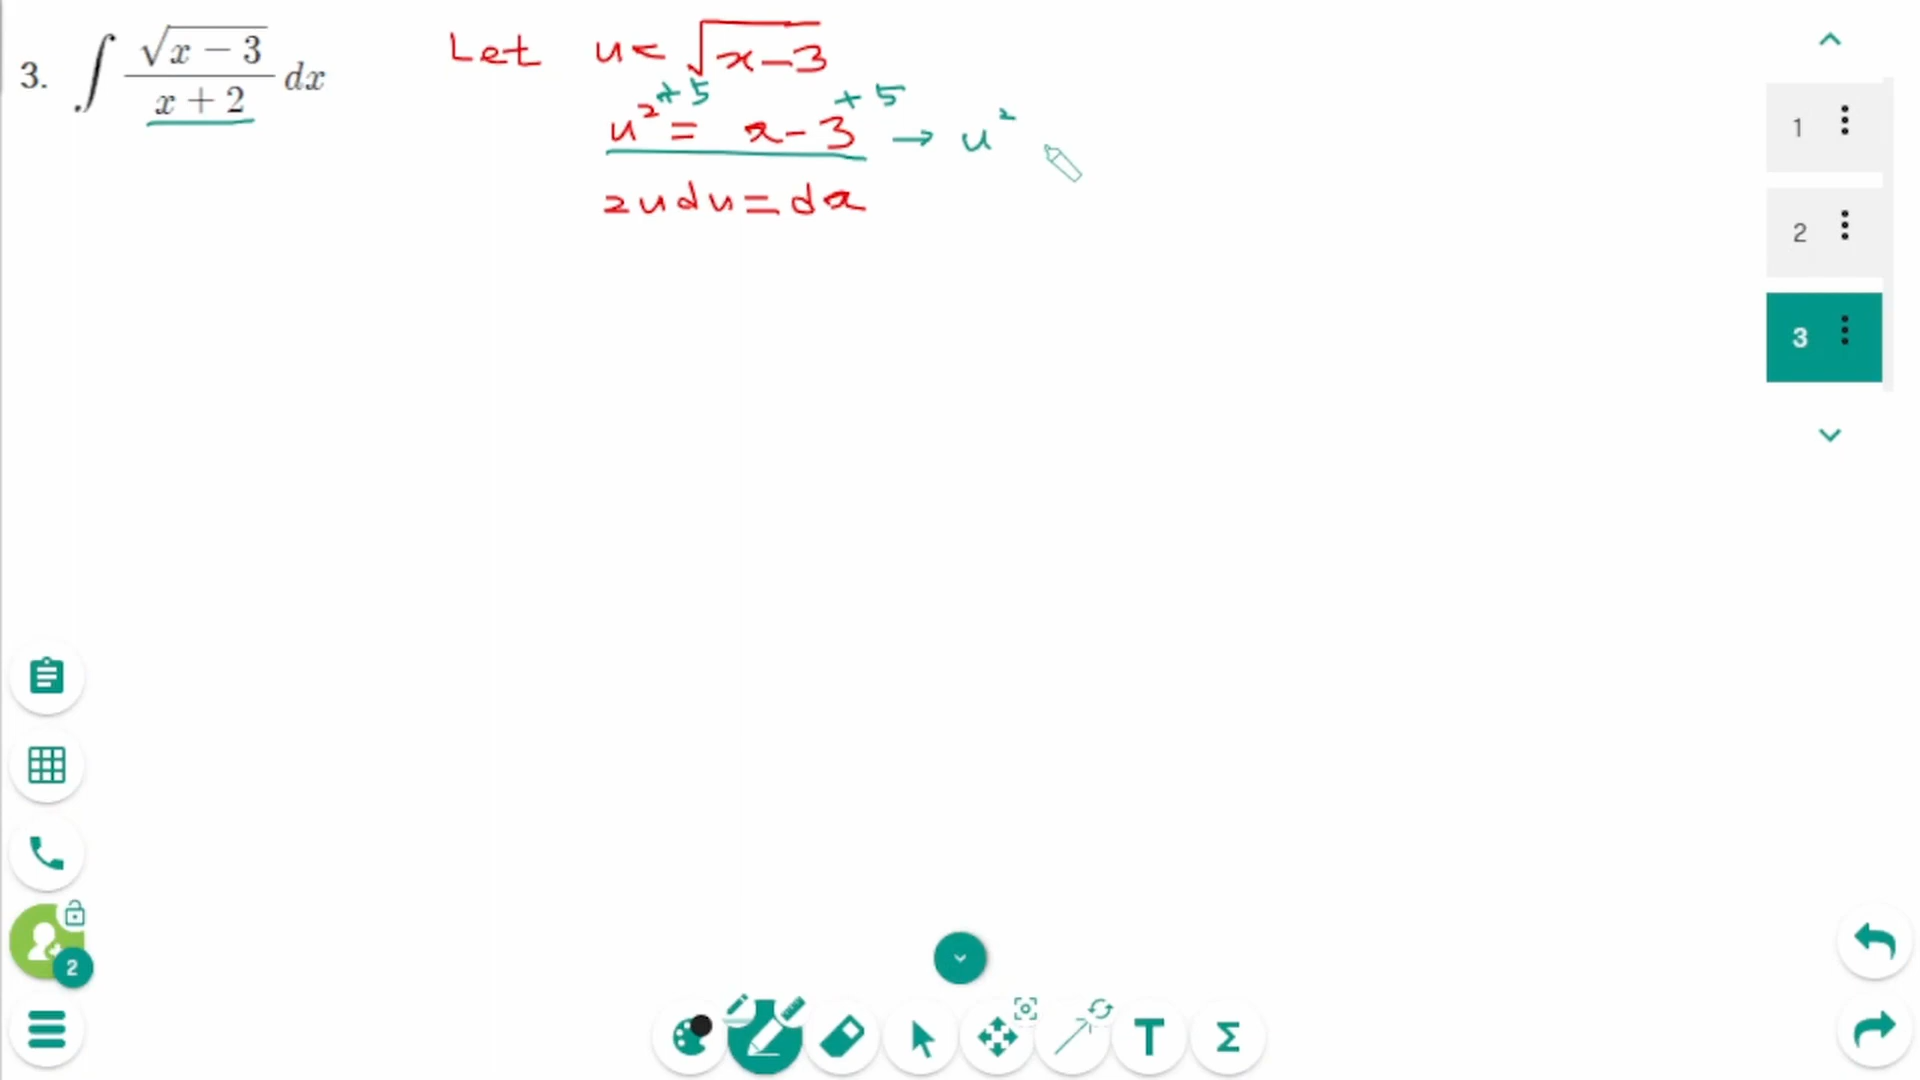 3. ∫ √(x − 3) / (x + 2) dx
Let u = √(x-3)
+5 +5
u² = x-3 → u²
2udu = dx
1
2
3
2
T
Σ